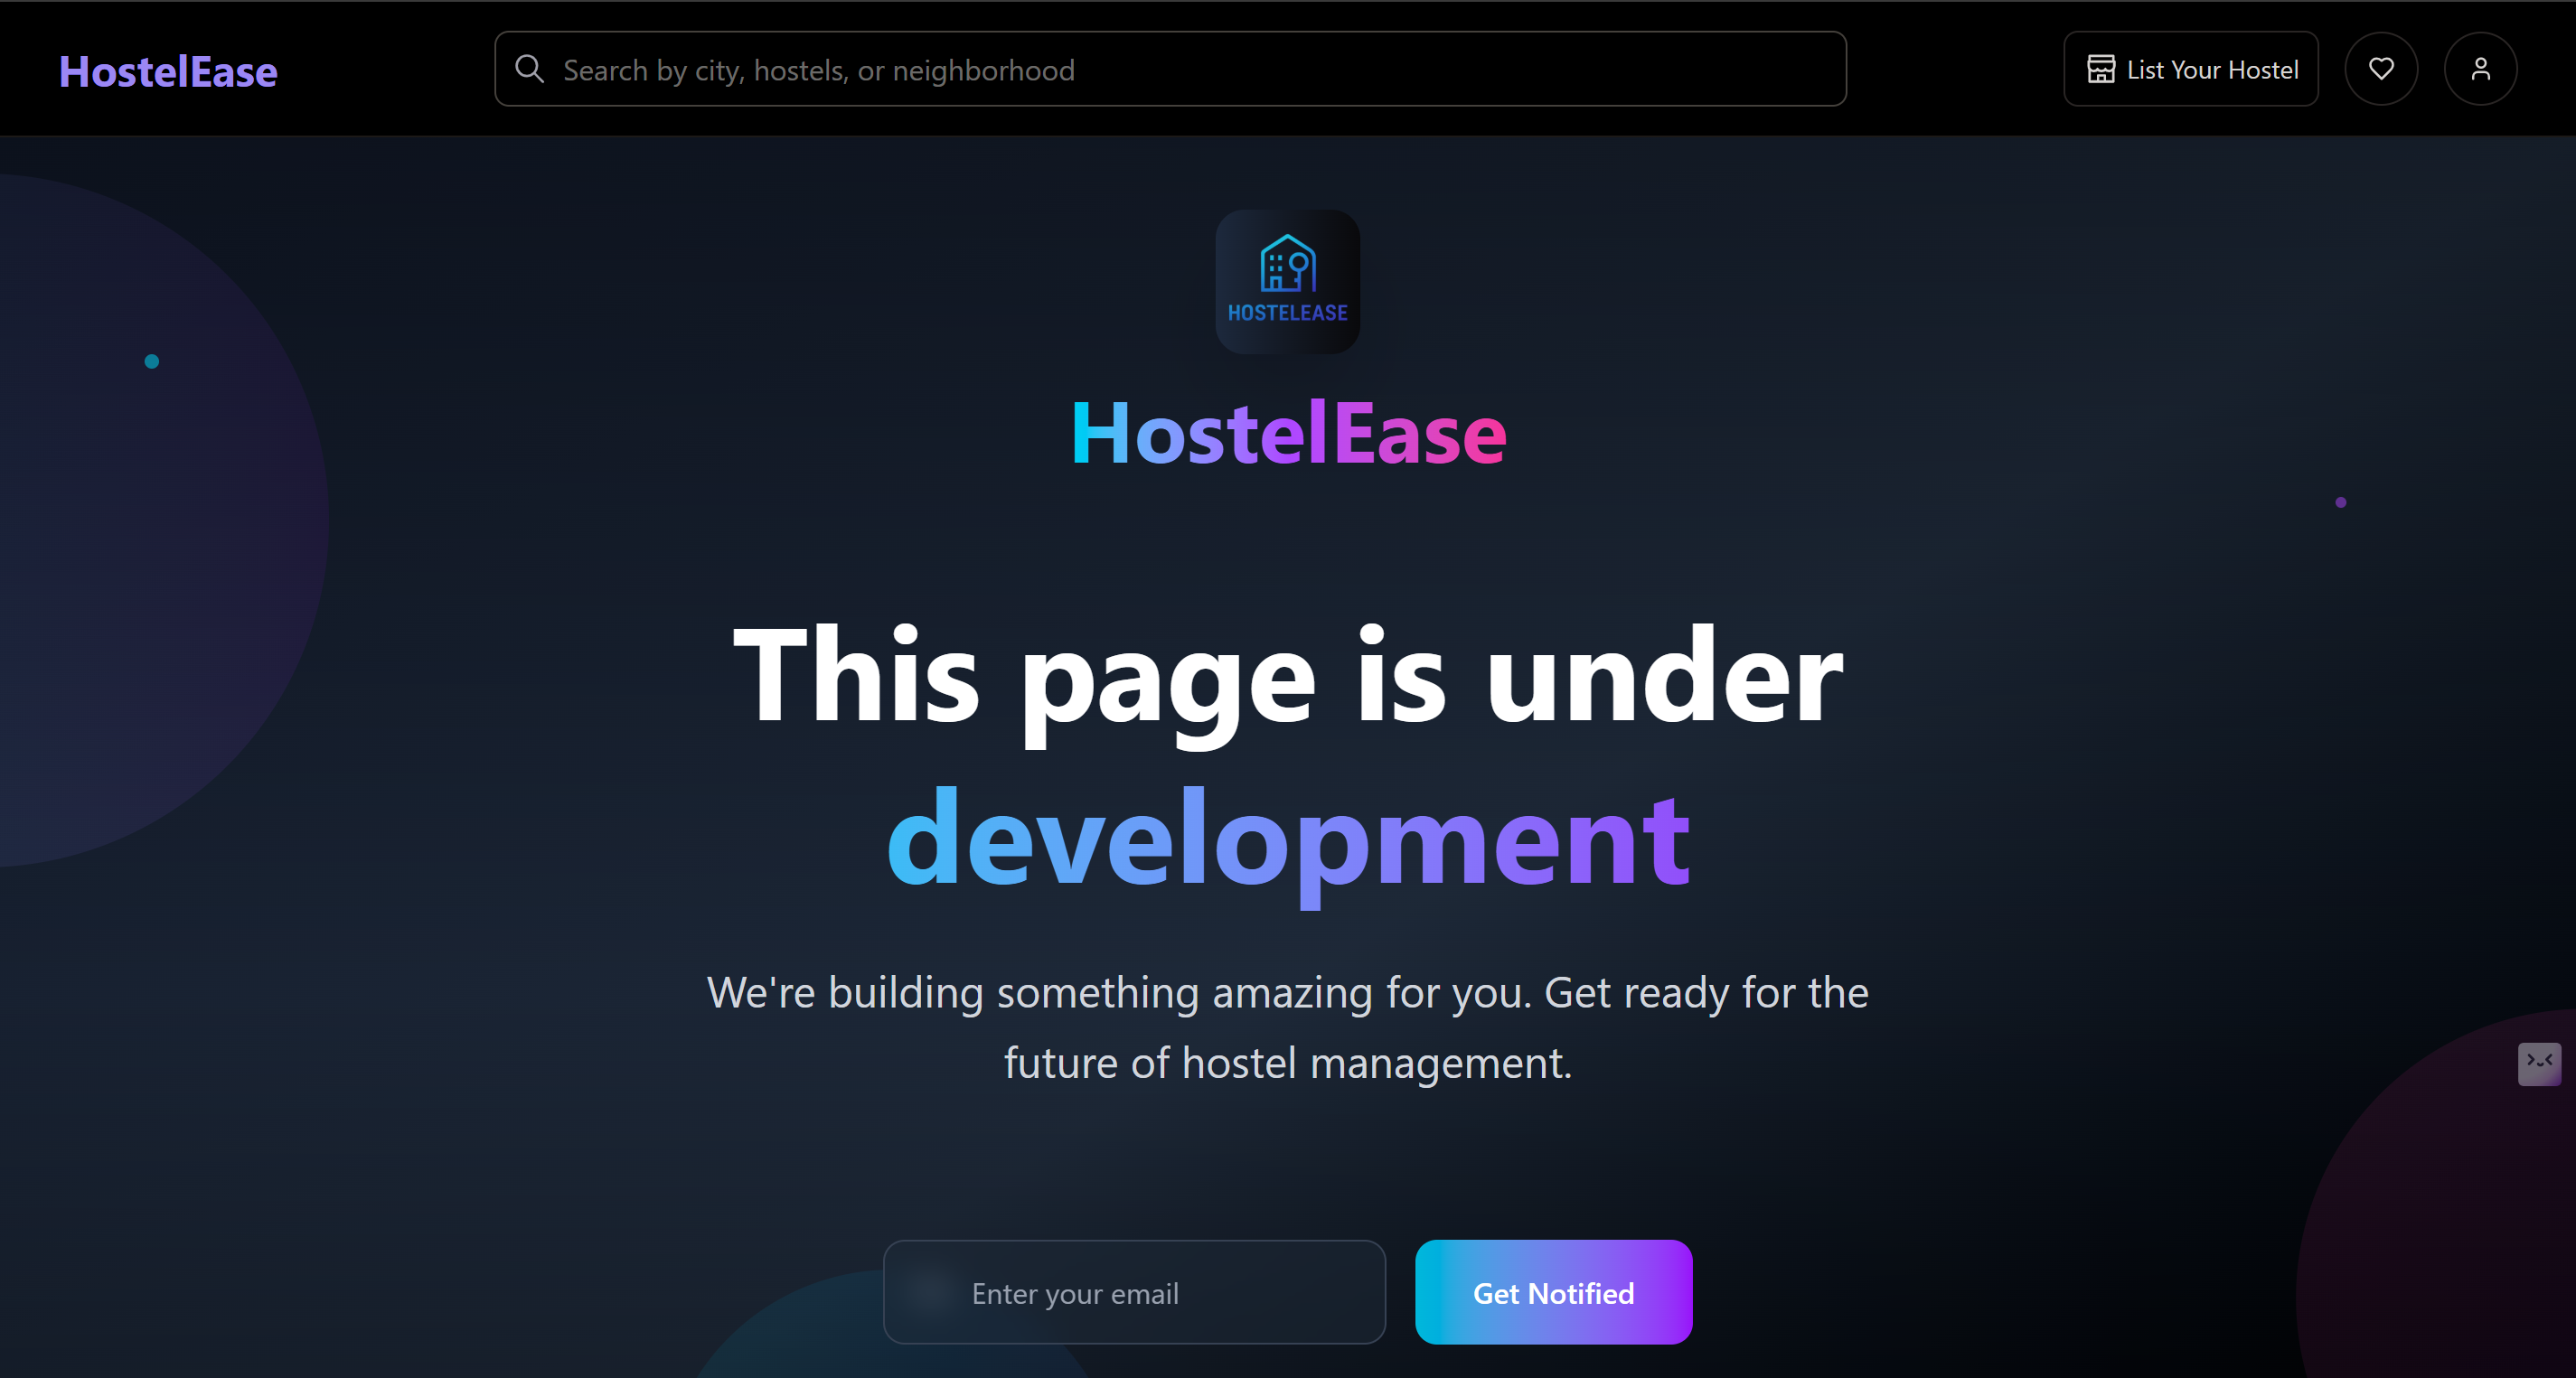 HostelEase
Search by city, hostels, or neighborhood
List Your Hostel
HOSTELEASE
HostelEase
This page is under
development
We're building something amazing for you. Get ready for the
future of hostel management.
Enter your email
Get Notified